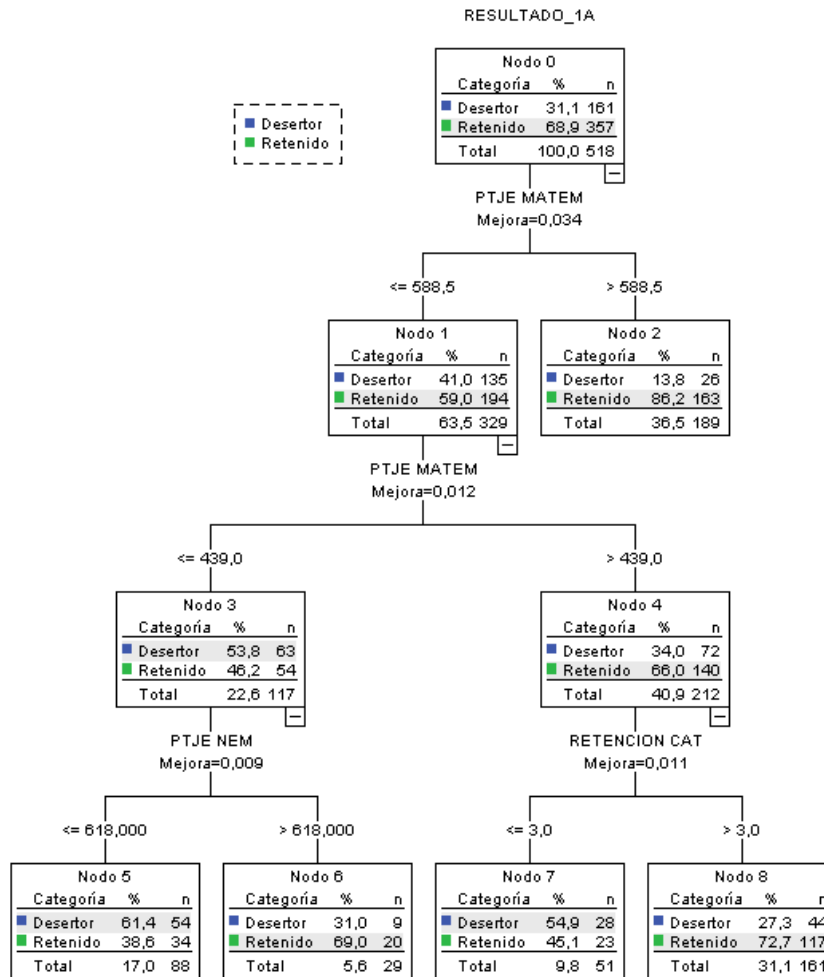 RESULTADO_1A
Desertor
Retenido
Nodo 0
Categoría % n
Desertor 31,1 161
Retenido 68,9 357
Total 100,0 518
PTJE MATEM
Mejora=0,034
<= 588,5
> 588,5
Nodo 1
Categoría % n
Desertor 41,0 135
Retenido 59,0 194
Total 63,5 329
Nodo 2
Categoría % n
Desertor 13,8 26
Retenido 86,2 163
Total 36,5 189
PTJE MATEM
Mejora=0,012
<= 439,0
> 439,0
Nodo 3
Categoría % n
Desertor 53,8 63
Retenido 46,2 54
Total 22,6 117
Nodo 4
Categoría % n
Desertor 34,0 72
Retenido 66,0 140
Total 40,9 212
PTJE NEM
Mejora=0,009
RETENCION CAT
Mejora=0,011
<= 618,000
> 618,000
<= 3,0
> 3,0
Nodo 5
Categoría % n
Desertor 61,4 54
Retenido 38,6 34
Total 17,0 88
Nodo 6
Categoría % n
Desertor 31,0 9
Retenido 69,0 20
Total 5,6 29
Nodo 7
Categoría % n
Desertor 54,9 28
Retenido 45,1 23
Total 9,8 51
Nodo 8
Categoría % n
Desertor 27,3 44
Retenido 72,7 117
Total 31,1 161